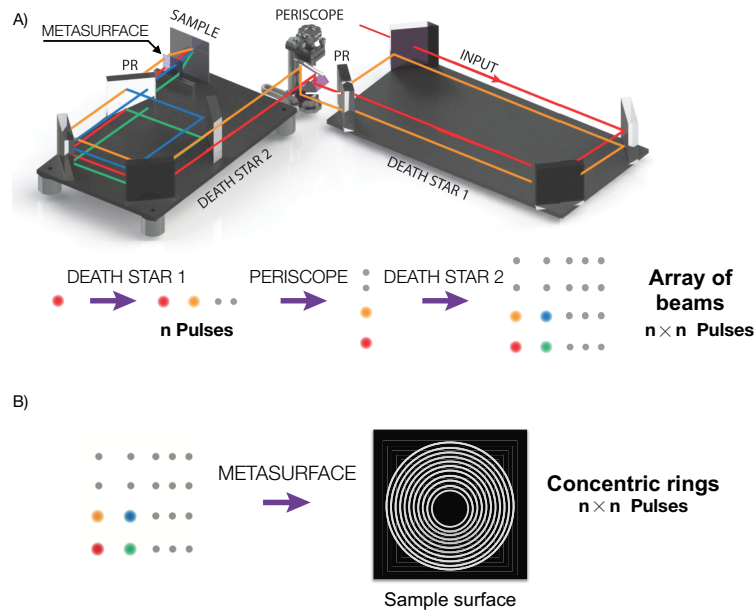 A)
SAMPLE
METASURFACE
PR
PERISCOPE
PR
INPUT
DEATH STAR 2
DEATH STAR 1
DEATH STAR 1
PERISCOPE
DEATH STAR 2
n Pulses
Array of
beams
n × n Pulses
B)
METASURFACE
Concentric rings
n × n Pulses
Sample surface